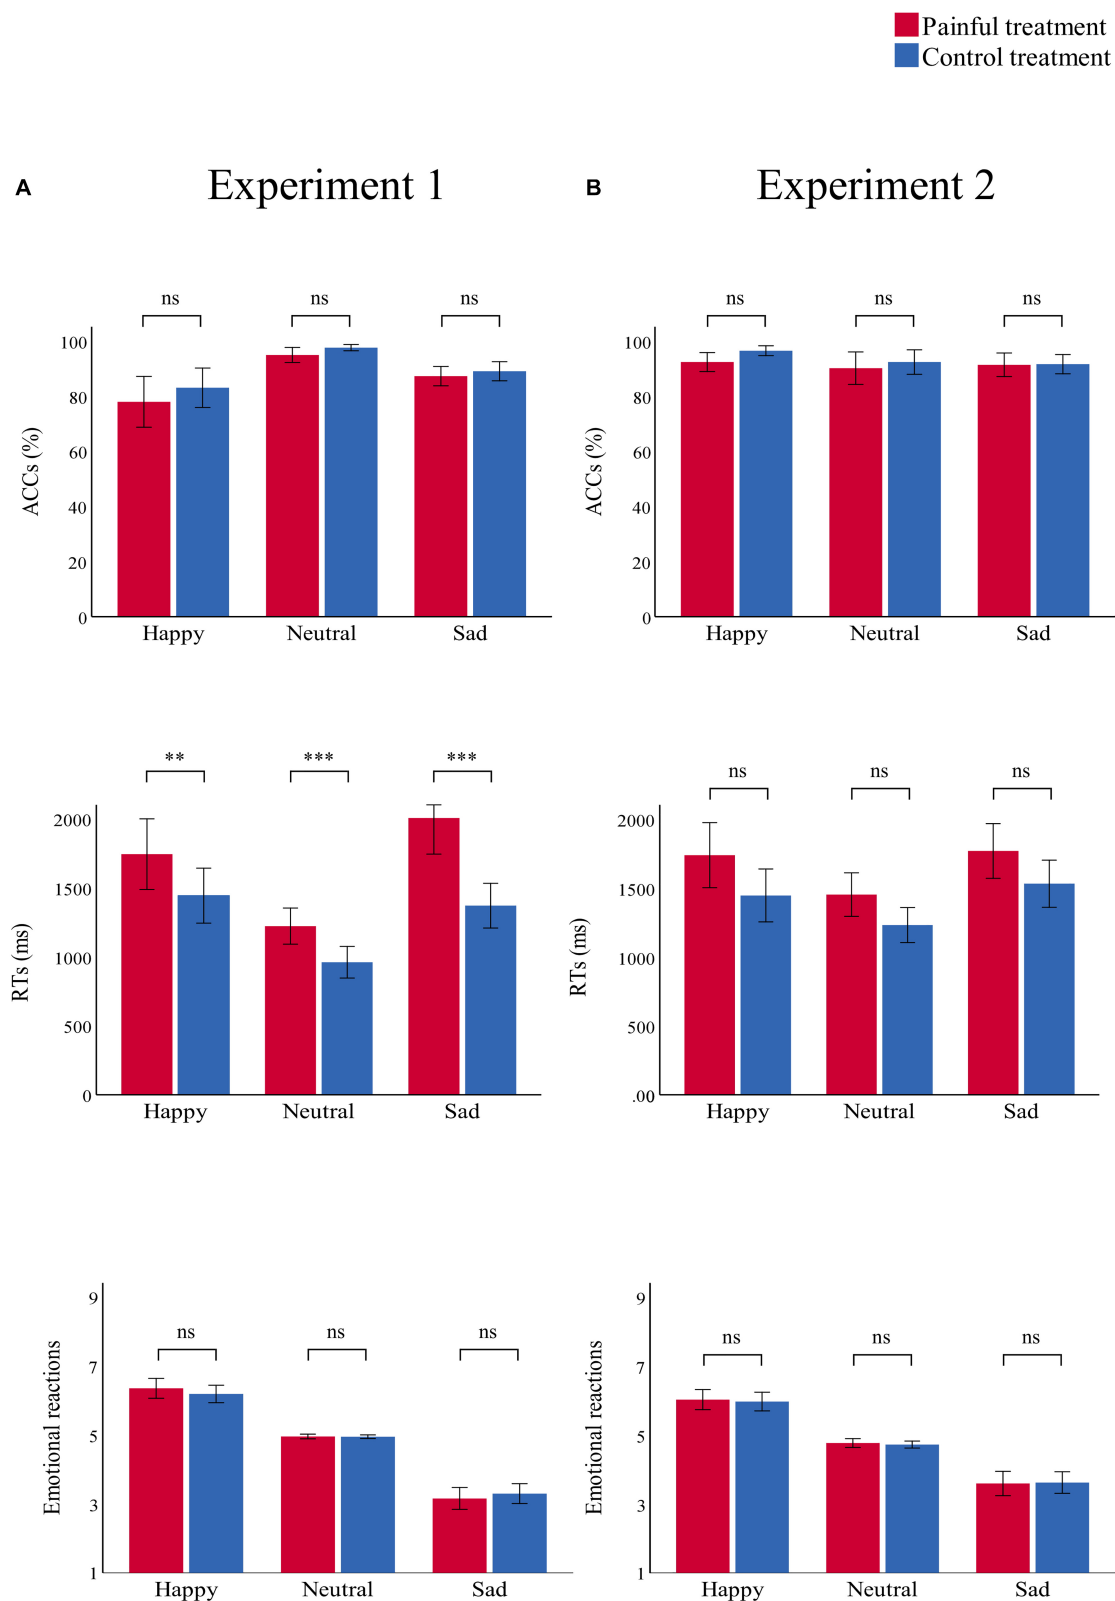 Painful treatment
Control treatment
A Experiment 1
B Experiment 2
ns ns ns
100
80
60
40
20
0
ACCs (%)
Happy Neutral Sad
ns ns ns
100
80
60
40
20
0
ACCs (%)
Happy Neutral Sad
** *** ***
2000
1500
1000
500
0
RTs (ms)
Happy Neutral Sad
ns ns ns
2000
1500
1000
500
.00
RTs (ms)
Happy Neutral Sad
ns ns ns
9
7
5
3
1
Emotional reactions
Happy Neutral Sad
ns ns ns
9
7
5
3
1
Emotional reactions
Happy Neutral Sad